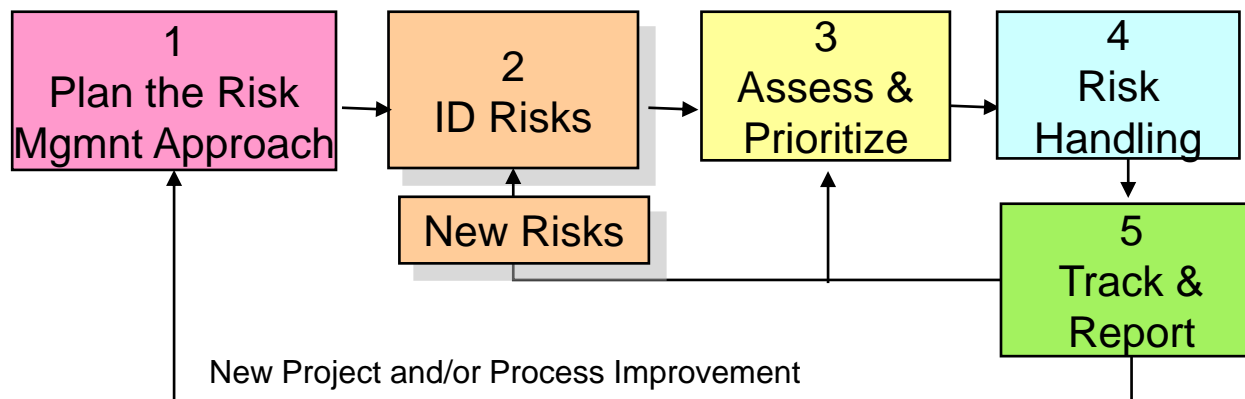 1
Plan the Risk
Mgmnt Approach
2
ID Risks
3
Assess &
Prioritize
4
Risk
Handling
New Risks
5
Track &
Report
New Project and/or Process Improvement